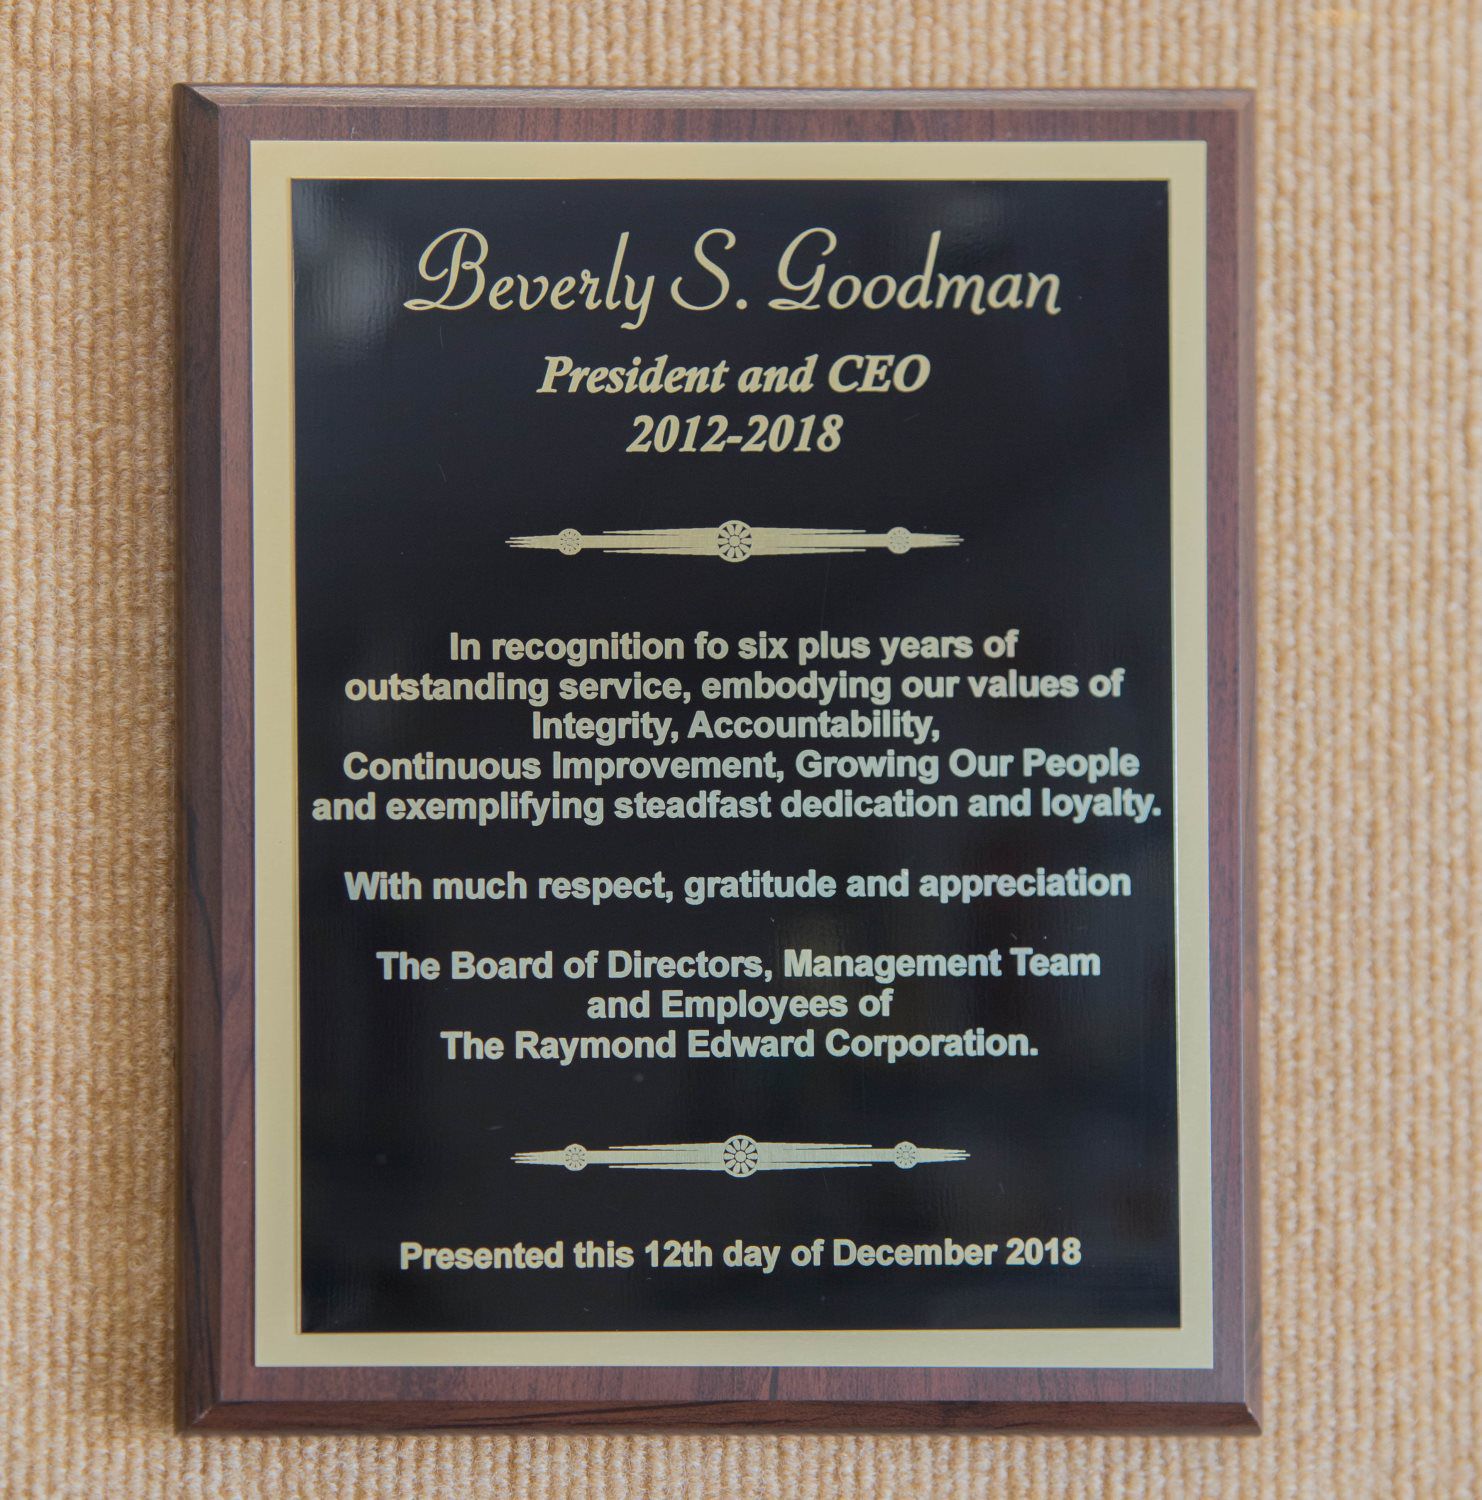 Beverly S. Goodman
President and CEO
2012-2018
In recognition fo six plus years of
outstanding service, embodying our values of
Integrity, Accountability,
Continuous Improvement, Growing Our People
and exemplifying steadfast dedication and loyalty.
With much respect, gratitude and appreciation
The Board of Directors, Management Team
and Employees of
The Raymond Edward Corporation.
Presented this 12th day of December 2018